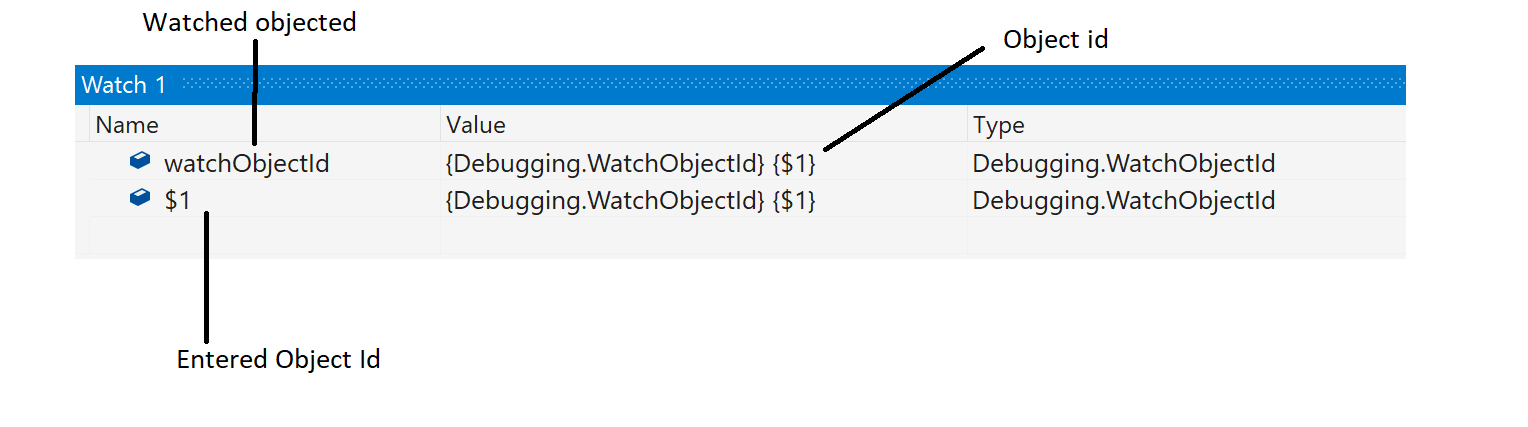 Watched objected
Object id
Watch 1
Name Value Type
watchObjectId {Debugging.WatchObjectId} {$1} Debugging.WatchObjectId
$1 {Debugging.WatchObjectId} {$1} Debugging.WatchObjectId
Entered Object Id